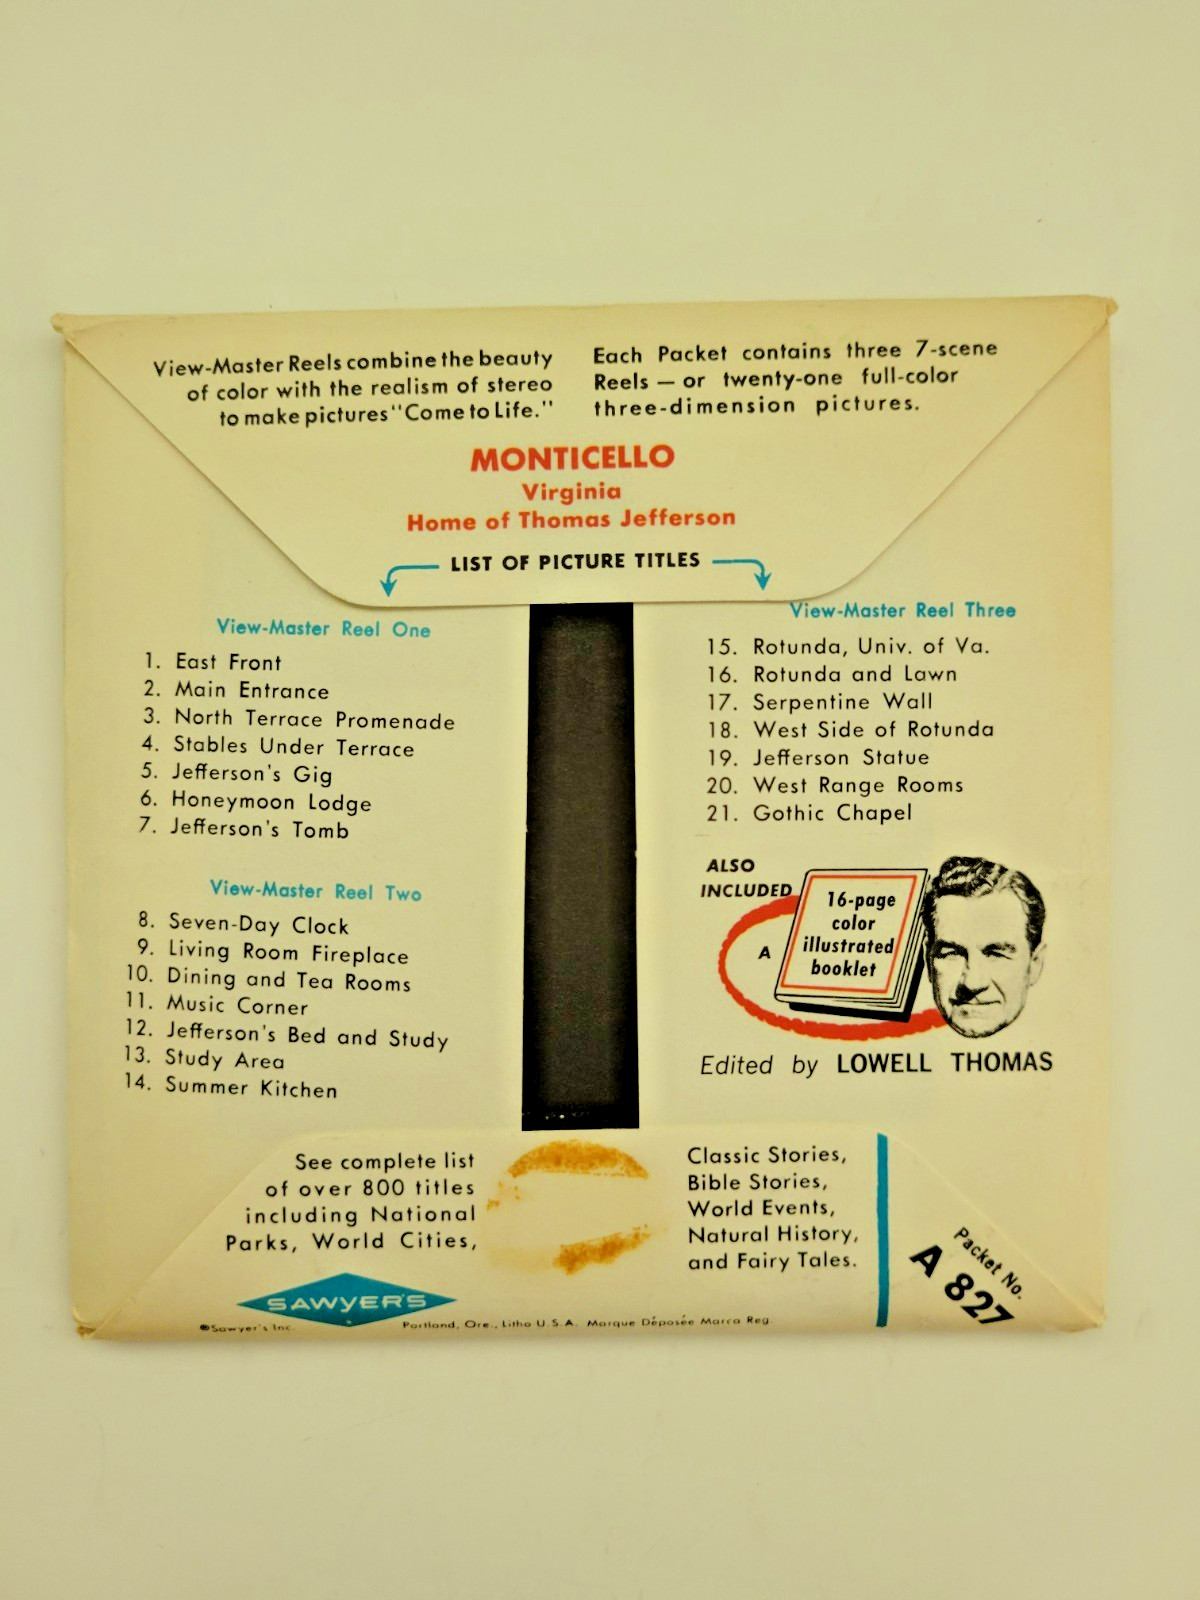 View-Master Reels combine the beauty
of color with the realism of stereo
to make pictures "Come to Life."
Each Packet contains three 7-scene
Reels — or twenty-one full-color
three-dimension pictures.
MONTICELLO
Virginia
Home of Thomas Jefferson
LIST OF PICTURE TITLES
View-Master Reel One
1. East Front
2. Main Entrance
3. North Terrace Promenade
4. Stables Under Terrace
5. Jefferson's Gig
6. Honeymoon Lodge
7. Jefferson's Tomb
View-Master Reel Two
8. Seven-Day Clock
9. Living Room Fireplace
10. Dining and Tea Rooms
11. Music Corner
12. Jefferson's Bed and Study
13. Study Area
14. Summer Kitchen
View-Master Reel Three
15. Rotunda, Univ. of Va.
16. Rotunda and Lawn
17. Serpentine Wall
18. West Side of Rotunda
19. Jefferson Statue
20. West Range Rooms
21. Gothic Chapel
ALSO
INCLUDED
A
16-page
color
illustrated
booklet
Edited by LOWELL THOMAS
See complete list
of over 800 titles
including National
Parks, World Cities,
Classic Stories,
Bible Stories,
World Events,
Natural History,
and Fairy Tales.
SAWYER'S
©Sawyer's Inc.
Portland, Ore., Litho U.S.A. Marque Déposée Marca Reg.
Packet No.
A 827